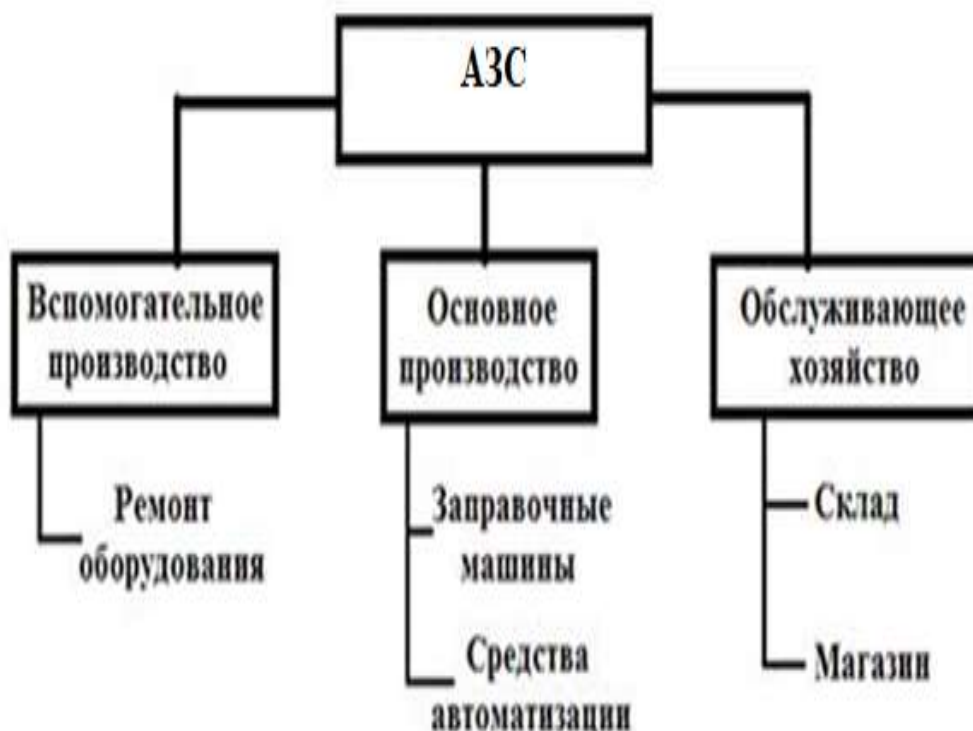 АЗС
Вспомогательное
производство
Основное
производство
Обслуживающее
хозяйство
Ремонт
оборудования
Заправочные
машины
Средства
автоматизации
Склад
Магазин